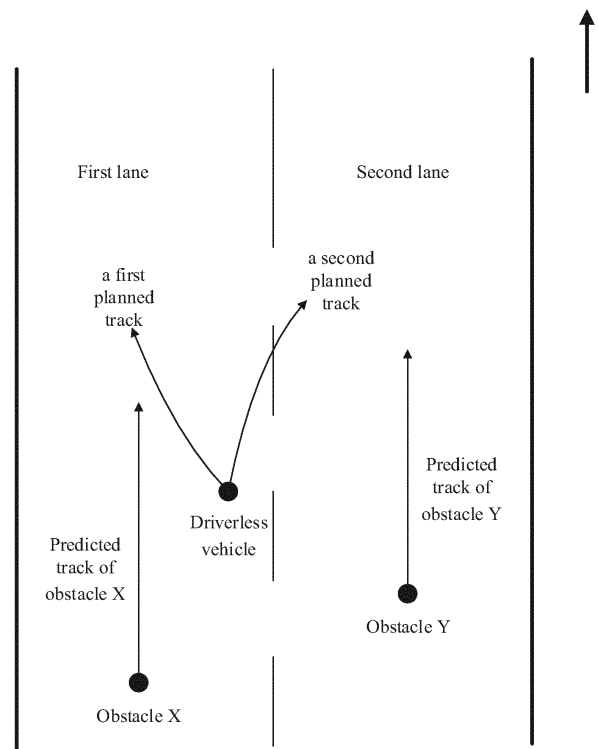 First lane
Second lane
a first
planned
track
a second
planned
track
Driverless
vehicle
Predicted
track of
obstacle Y
Predicted
track of
obstacle X
Obstacle Y
Obstacle X